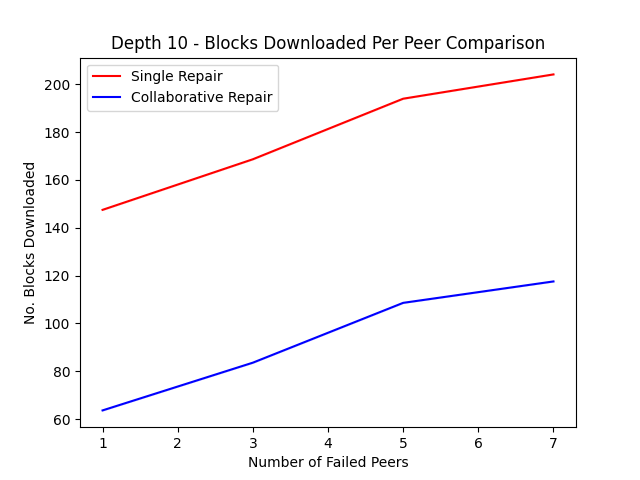 Depth 10 - Blocks Downloaded Per Peer Comparison
Single Repair
Collaborative Repair
No. Blocks Downloaded
200
180
160
140
120
100
80
60
1 2 3 4 5 6 7
Number of Failed Peers